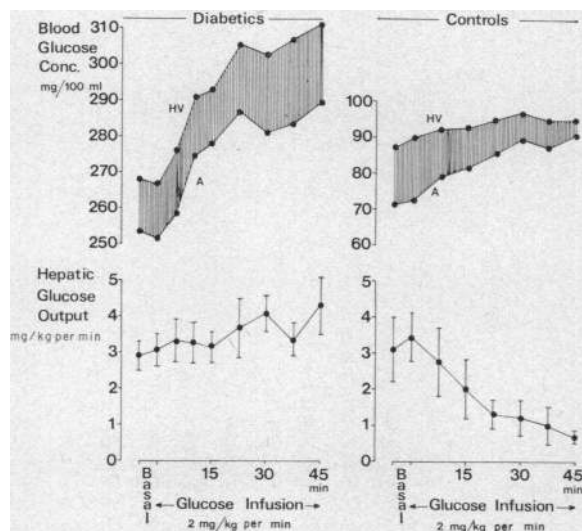 Diabetics
Controls
Blood
Glucose
Conc.
mg/100 ml
310
300
290
280
270
260
250
HV
A
100
90
80
70
60
HV
A
Hepatic
Glucose
Output
mg/kg per min
5
4
3
2
1
0
5
4
3
2
1
0
Basal
15
30
45
min
Glucose Infusion
2 mg/kg per min
Basal
15
30
45
min
Glucose Infusion
2 mg/kg per min